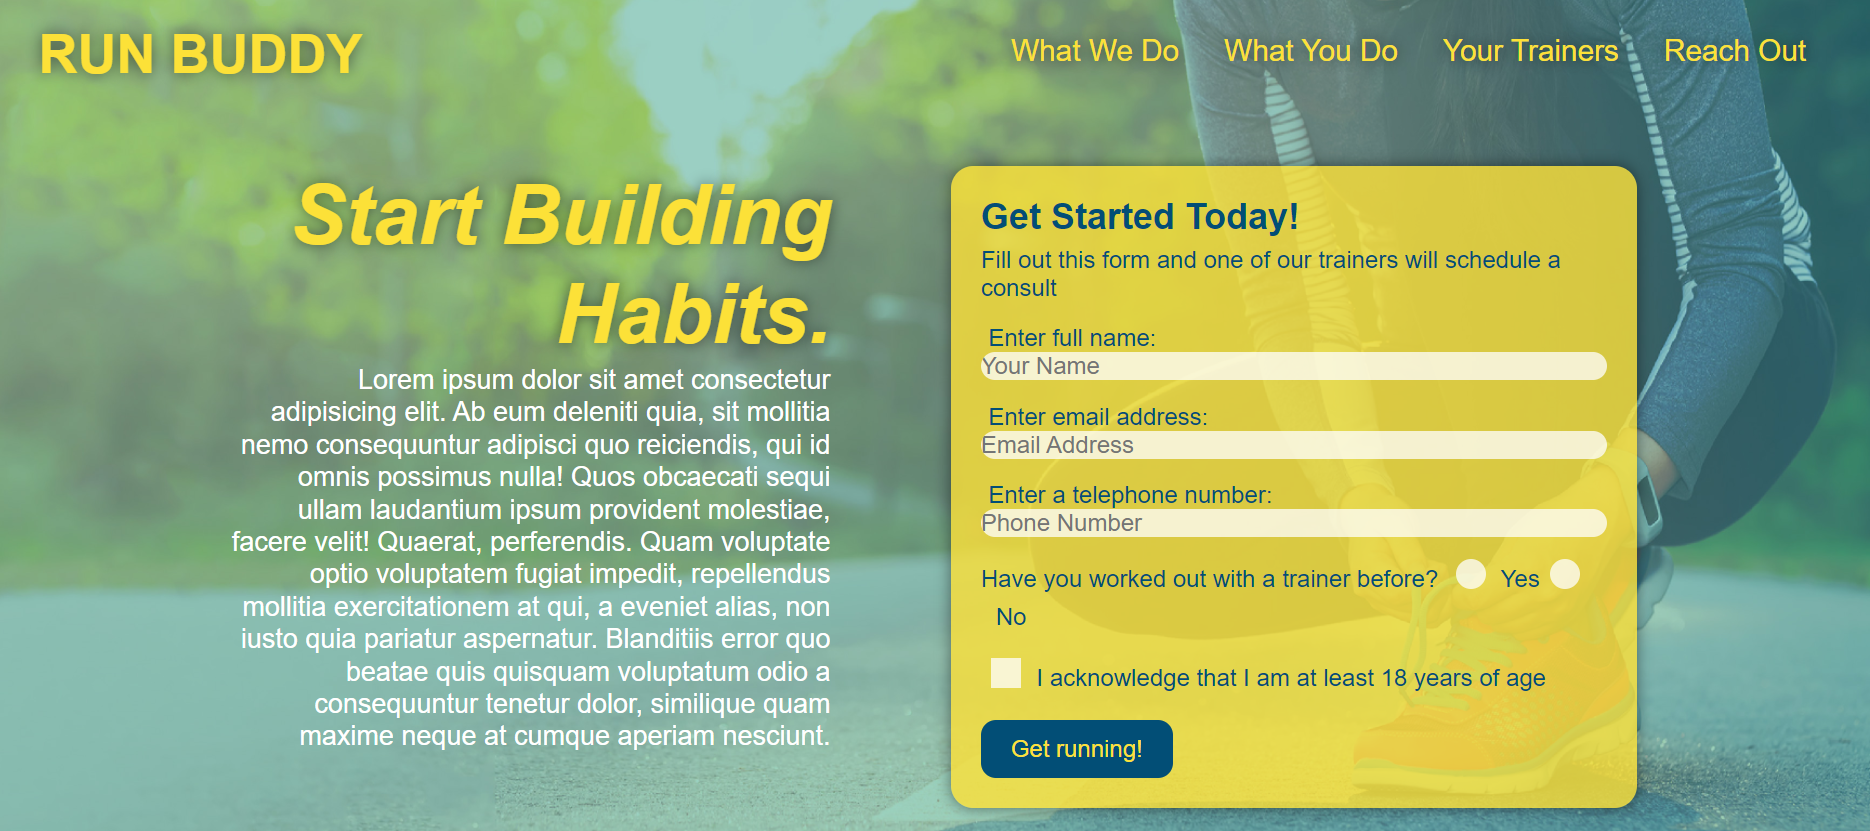 RUN BUDDY
What We Do What You Do Your Trainers Reach Out
Start Building
Habits.
Lorem ipsum dolor sit amet consectetur
adipisicing elit. Ab eum deleniti quia, sit mollitia
nemo consequuntur adipisci quo reiciendis, qui id
omnis possimus nulla! Quos obcaecati sequi
ullam laudantium ipsum provident molestiae,
facere velit! Quaerat, perferendis. Quam voluptate
optio voluptatem fugiat impedit, repellendus
mollitia exercitationem at qui, a eveniet alias, non
iusto quia pariatur aspernatur. Blanditiis error quo
beatae quis quisquam voluptatum odio a
consequuntur tenetur dolor, similique quam
maxime neque at cumque aperiam nesciunt.
Get Started Today!
Fill out this form and one of our trainers will schedule a
consult
Enter full name:
Your Name
Enter email address:
Email Address
Enter a telephone number:
Phone Number
Have you worked out with a trainer before? Yes
No
I acknowledge that I am at least 18 years of age
Get running!